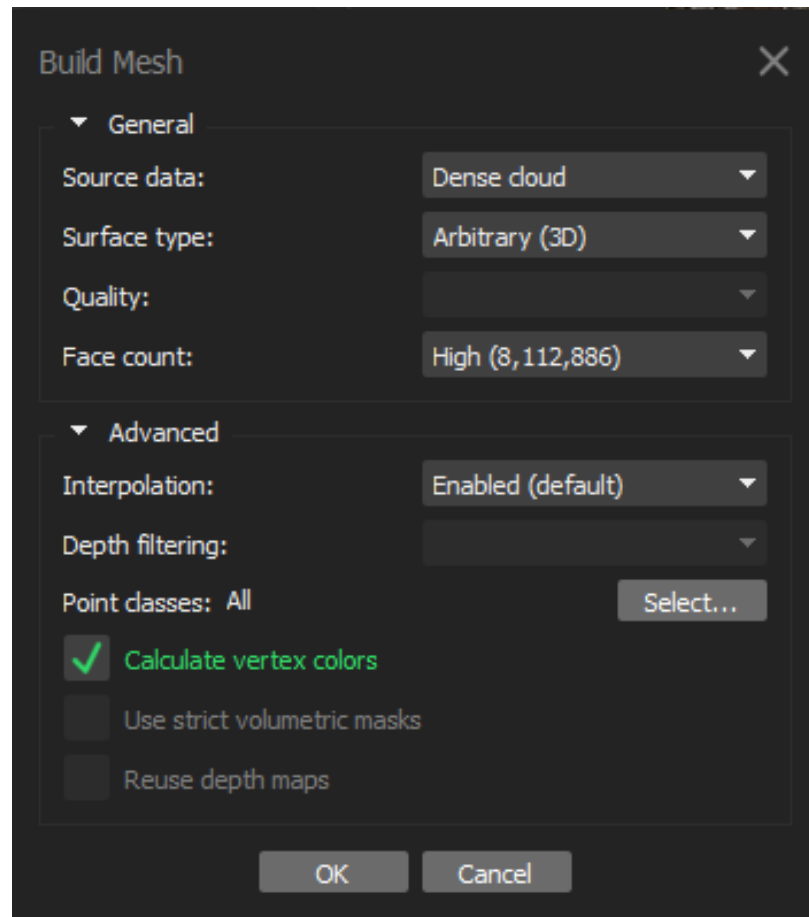 Build Mesh
General
Source data: Dense cloud
Surface type: Arbitrary (3D)
Quality:
Face count: High (8,112,886)
Advanced
Interpolation: Enabled (default)
Depth filtering:
Point classes: All Select...
Calculate vertex colors
Use strict volumetric masks
Reuse depth maps
OK Cancel